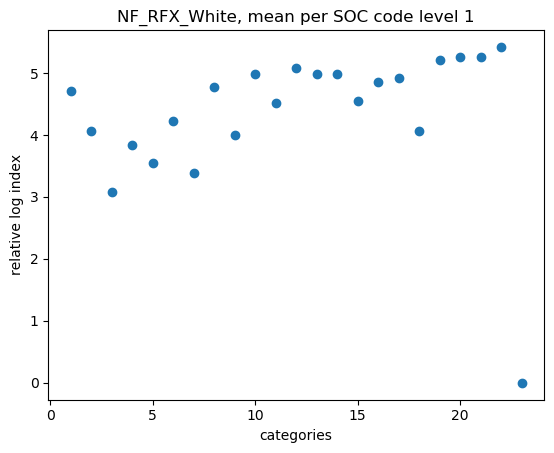 NF_RFX_White, mean per SOC code level 1
relative log index
5
4
3
2
1
0
0 5 10 15 20
categories